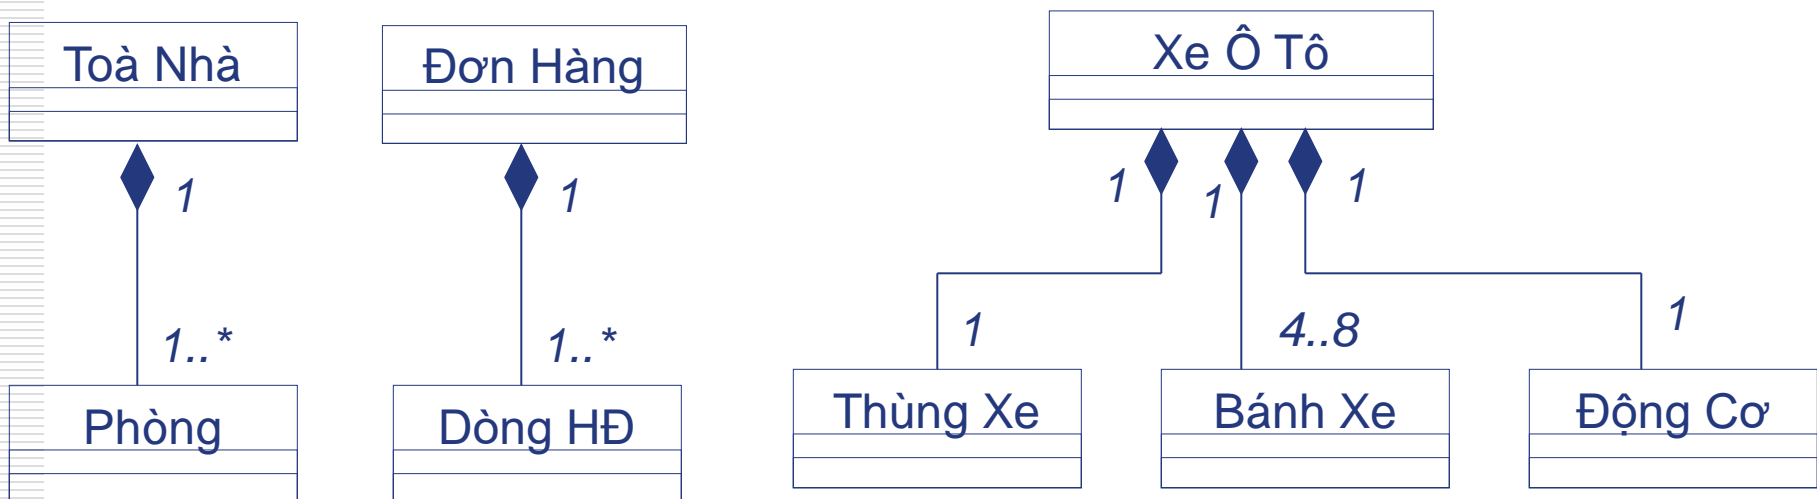 Toà Nhà
1
1..*
Phòng
Đơn Hàng
1
1..*
Dòng HĐ
Xe Ô Tô
1
1
1
1
4..8
1
Thùng Xe
Bánh Xe
Động Cơ